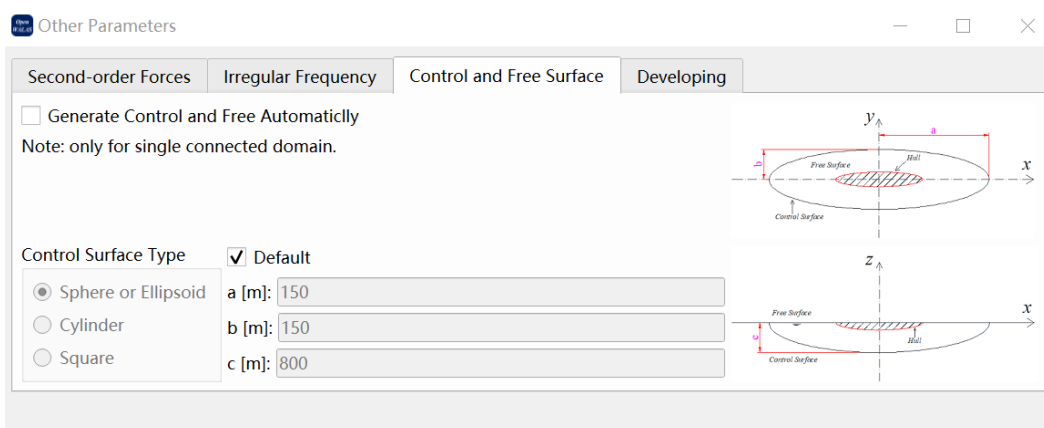 Open
WALAS
Other Parameters
Second-order Forces
Irregular Frequency
Control and Free Surface
Developing
Generate Control and Free Automaticlly
Note: only for single connected domain.
y
a
b
Free Surface
Hull
x
Control Surface
Control Surface Type
Default
Sphere or Ellipsoid
Cylinder
Square
a [m]: 150
b [m]: 150
c [m]: 800
z
x
Free Surface
c
Hull
Control Surface